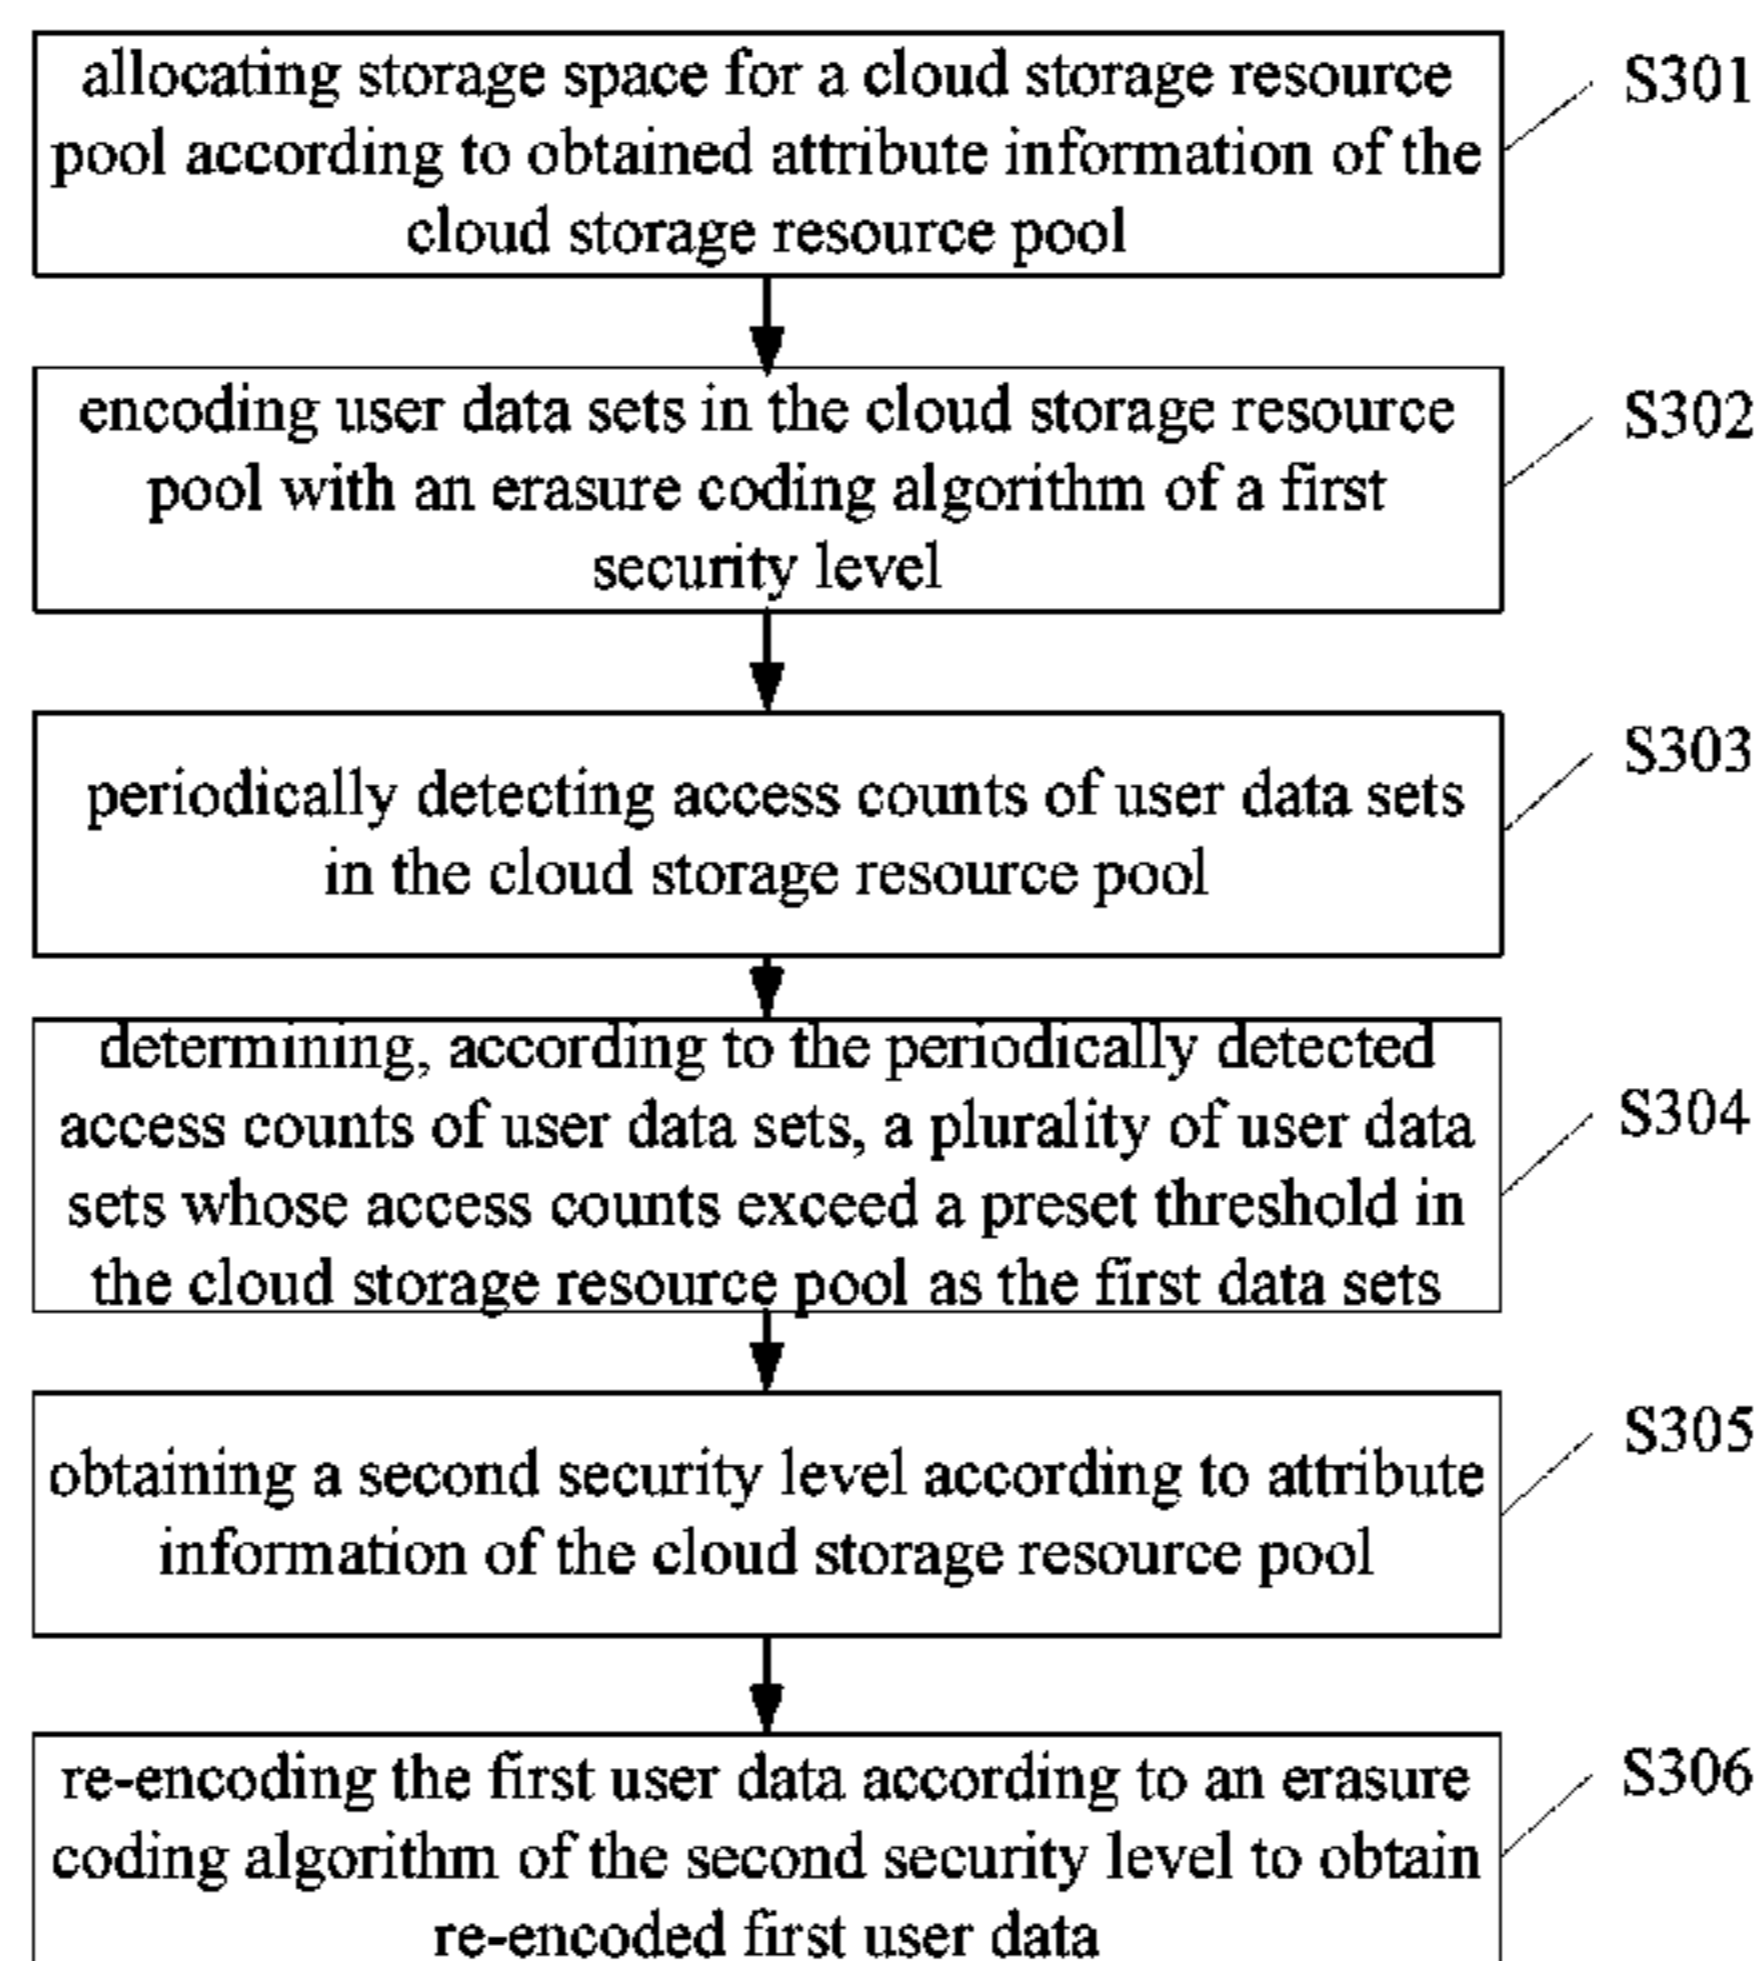 allocating storage space for a cloud storage resource
pool according to obtained attribute information of the
cloud storage resource pool
S301
encoding user data sets in the cloud storage resource
pool with an erasure coding algorithm of a first
security level
S302
periodically detecting access counts of user data sets
in the cloud storage resource pool
S303
determining, according to the periodically detected
access counts of user data sets, a plurality of user data
sets whose access counts exceed a preset threshold in
the cloud storage resource pool as the first data sets
S304
obtaining a second security level according to attribute
information of the cloud storage resource pool
S305
re-encoding the first user data according to an erasure
coding algorithm of the second security level to obtain
re-encoded first user data
S306